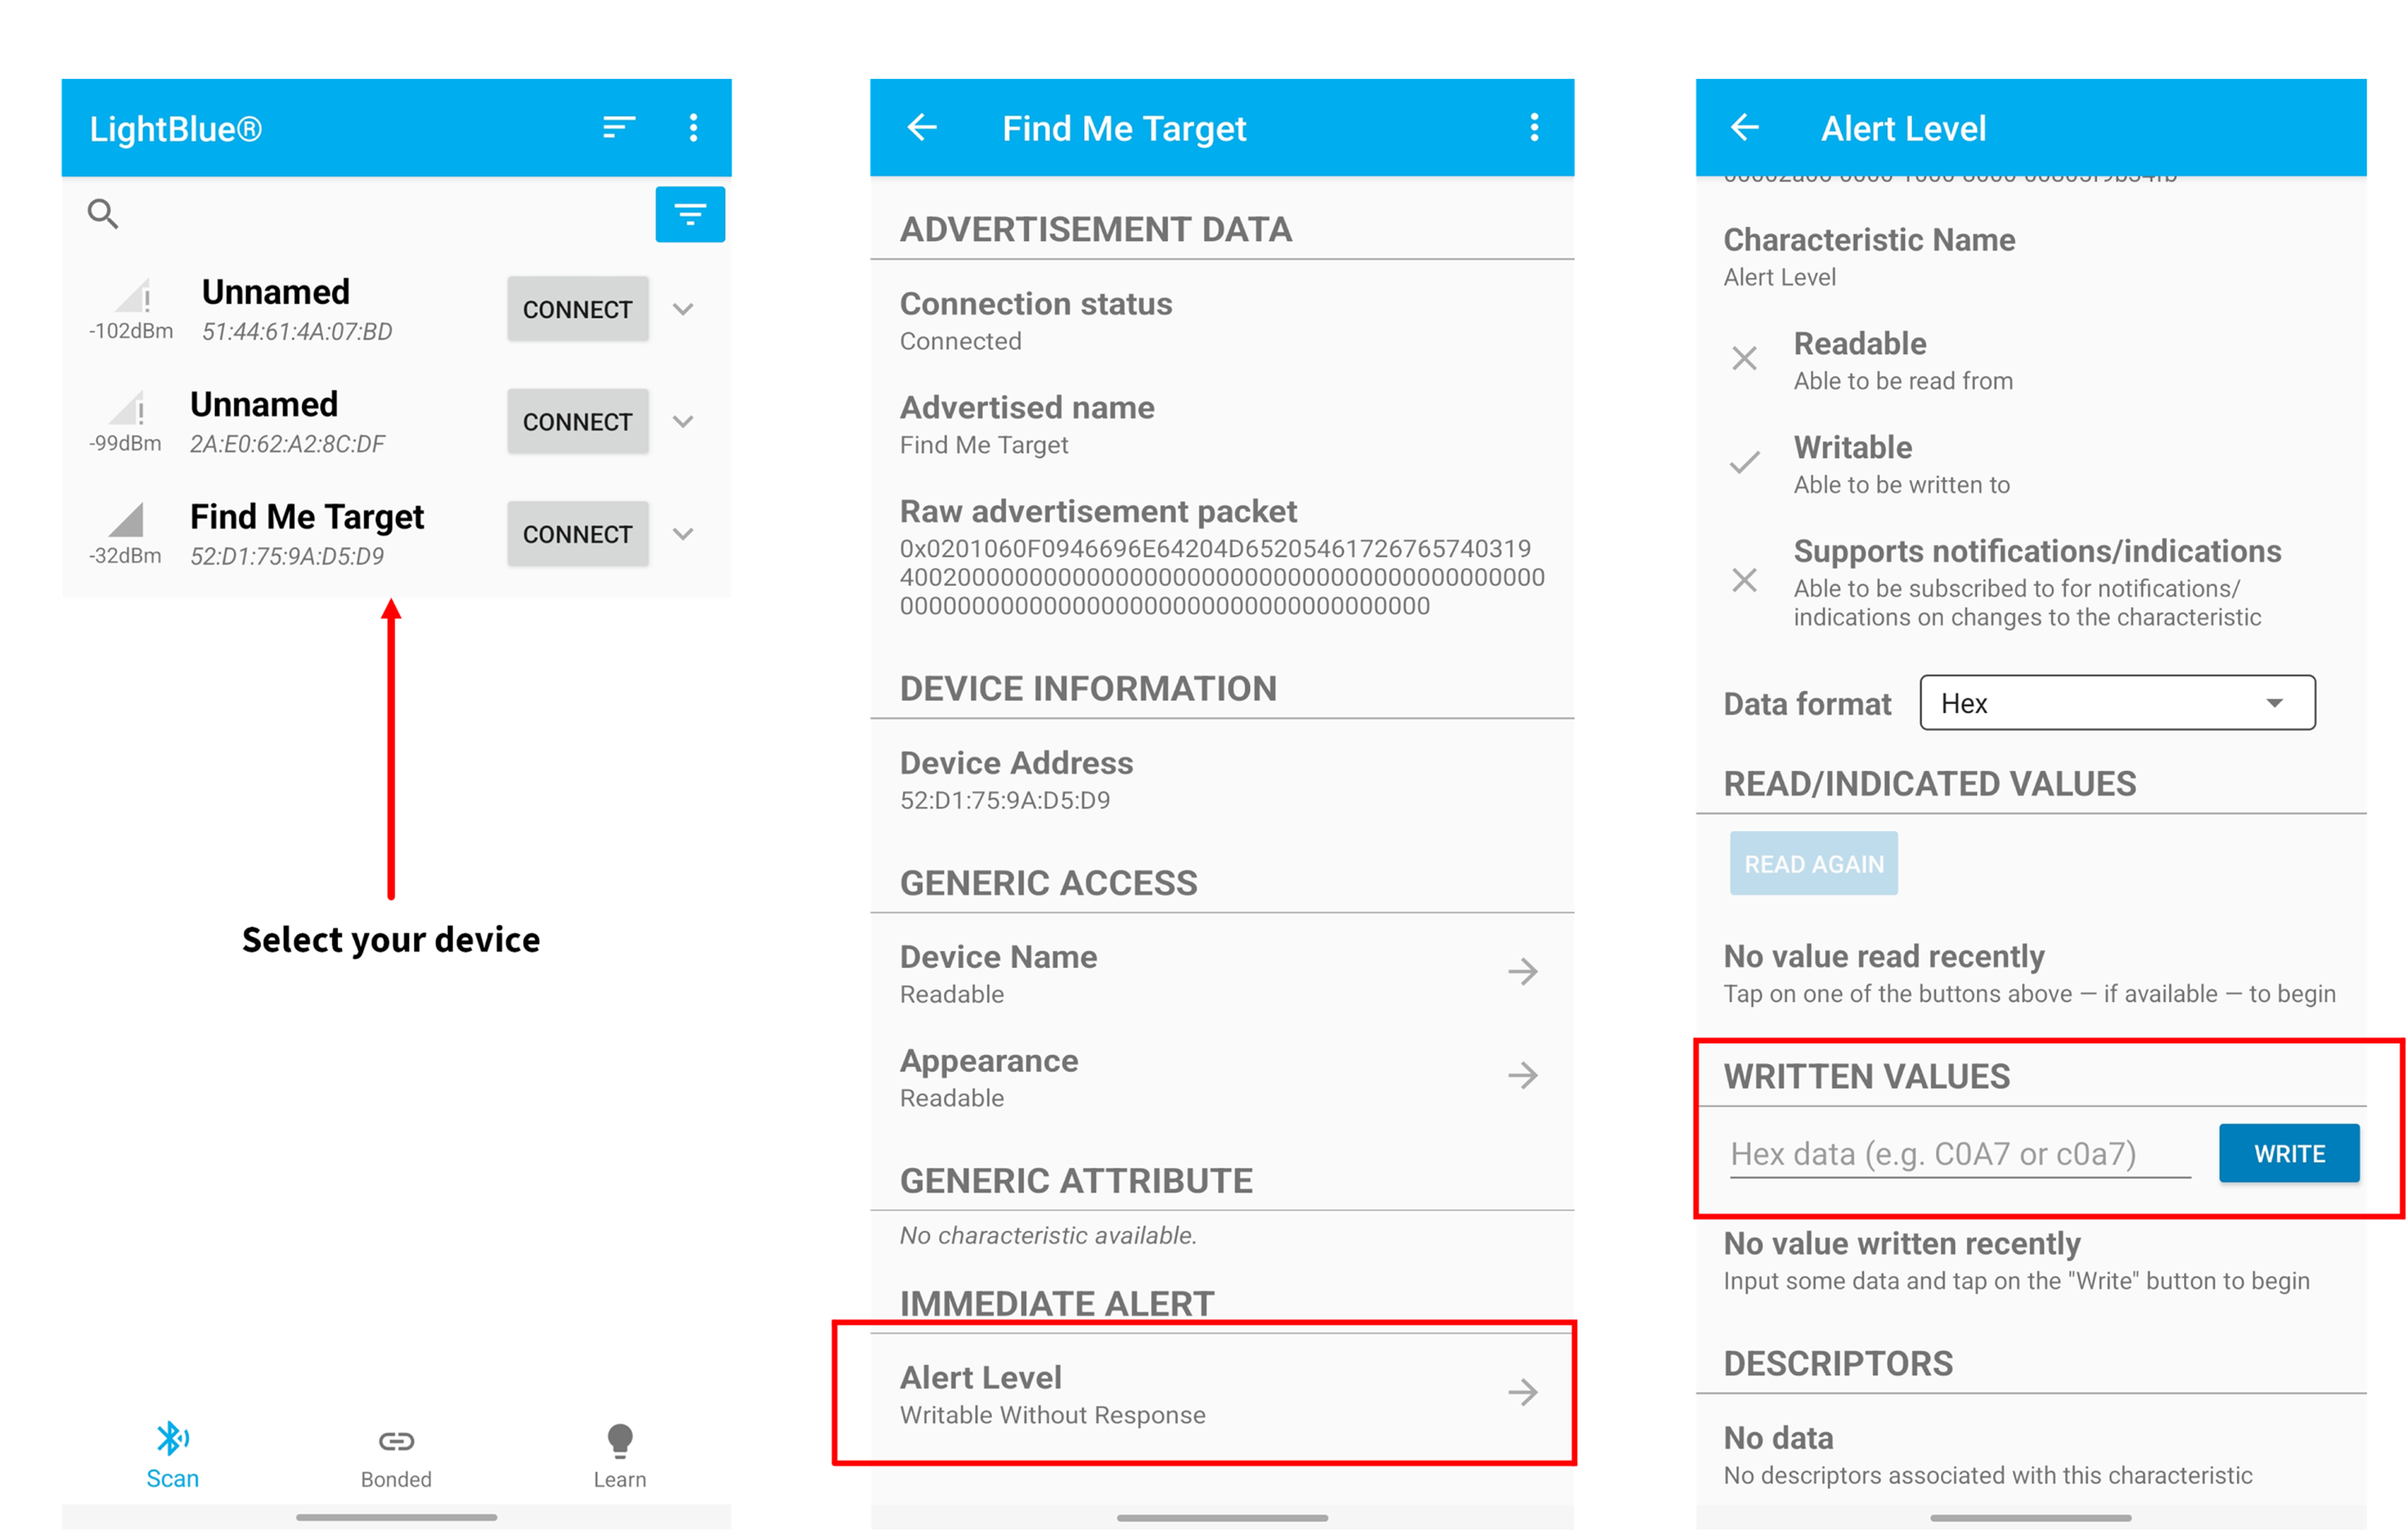 LightBlue®
Unnamed
-102dBm
51:44:61:4A:07:BD
CONNECT
Unnamed
-99dBm
2A:E0:62:A2:8C:DF
CONNECT
Find Me Target
-32dBm
52:D1:75:9A:D5:D9
CONNECT
Select your device
Scan
Bonded
Learn
Find Me Target
ADVERTISEMENT DATA
Connection status
Connected
Advertised name
Find Me Target
Raw advertisement packet
0x0201060F0946696E64204D65205461726765740319
400200000000000000000000000000000000000000000
0000000000000000000000000000000000000
DEVICE INFORMATION
Device Address
52:D1:75:9A:D5:D9
GENERIC ACCESS
Device Name
Readable
Appearance
Readable
GENERIC ATTRIBUTE
No characteristic available.
IMMEDIATE ALERT
Alert Level
Writable Without Response
Alert Level
Characteristic Name
Alert Level
Readable
Able to be read from
Writable
Able to be written to
Supports notifications/indications
Able to be subscribed to for notifications/
indications on changes to the characteristic
Data format
Hex
READ/INDICATED VALUES
READ AGAIN
No value read recently
Tap on one of the buttons above — if available — to begin
WRITTEN VALUES
Hex data (e.g. C0A7 or c0a7)
WRITE
No value written recently
Input some data and tap on the "Write" button to begin
DESCRIPTORS
No data
No descriptors associated with this characteristic